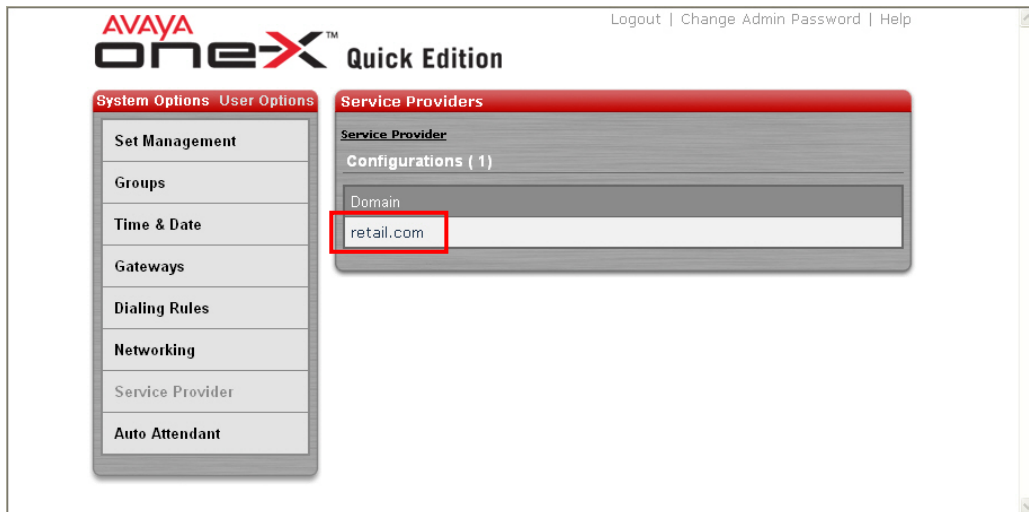 Logout | Change Admin Password | Help
AVAYA
one-X™ Quick Edition
System Options User Options
Set Management
Groups
Time & Date
Gateways
Dialing Rules
Networking
Service Provider
Auto Attendant
Service Providers
Service Provider
Configurations ( 1)
Domain
retail.com